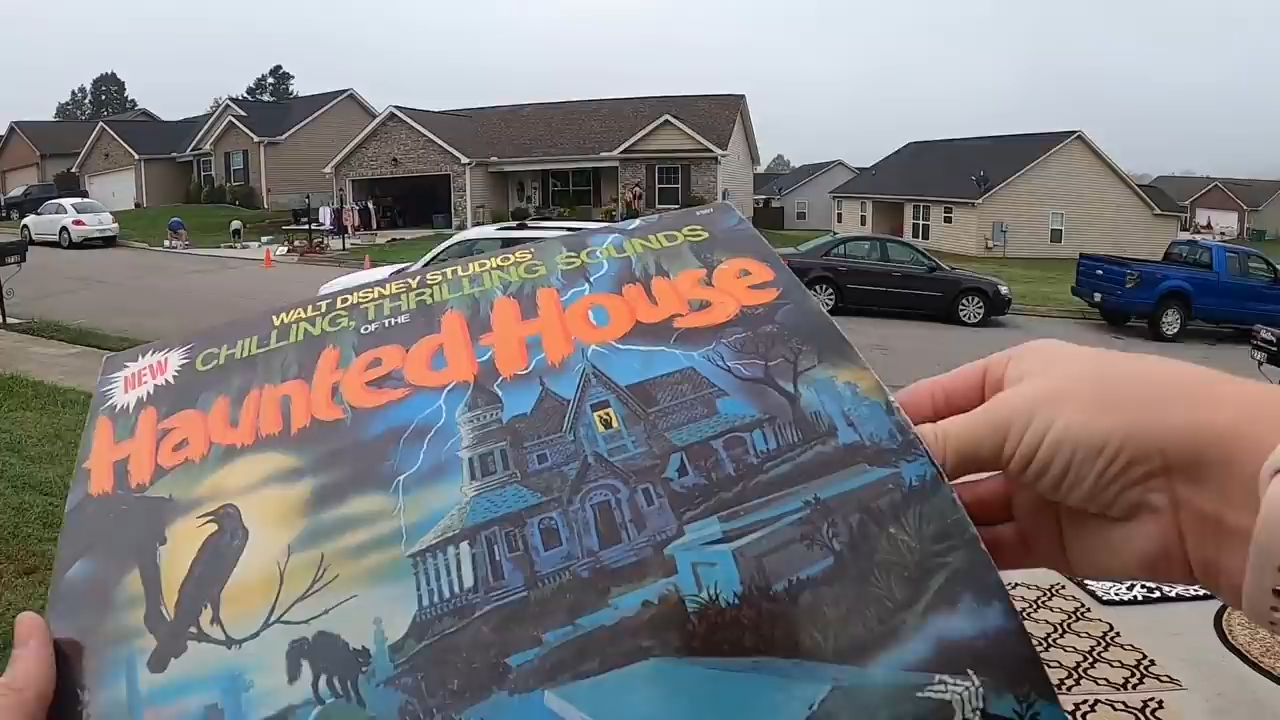 WALT DISNEY STUDIOS
CHILLING, THRILLING SOUNDS
OF THE
Haunted House
NEW